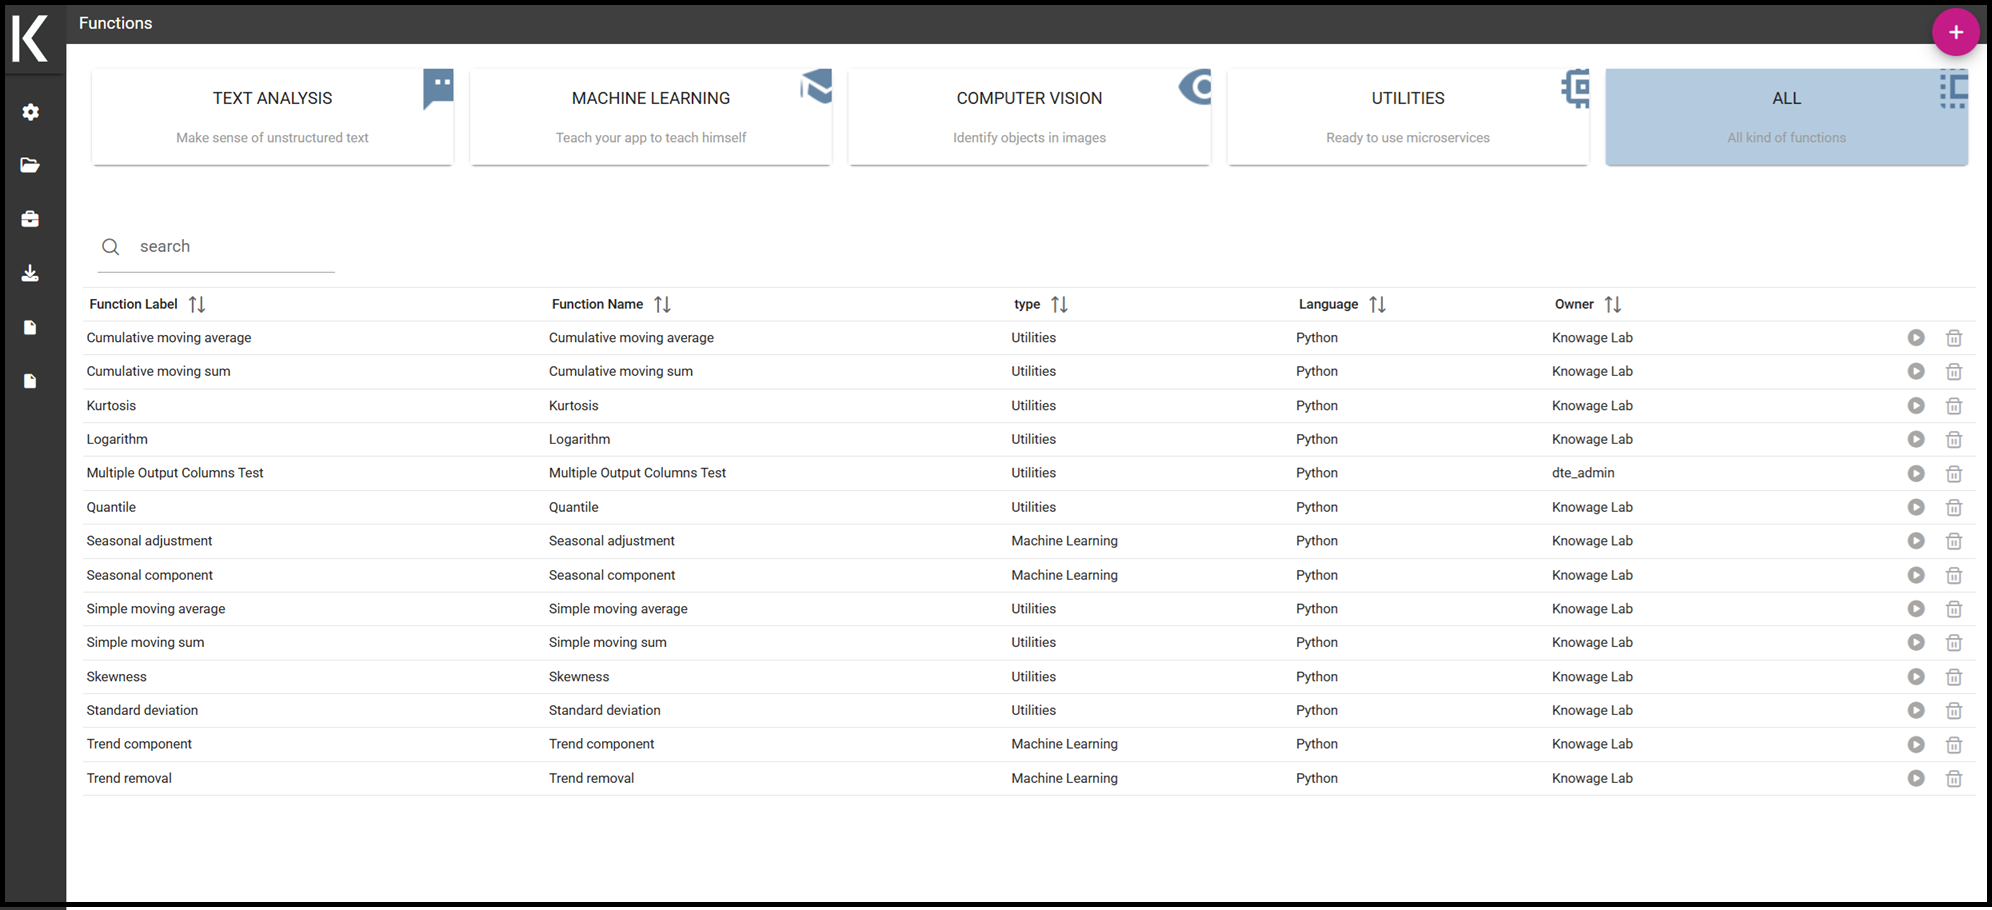 K
Functions
+
TEXT ANALYSIS
Make sense of unstructured text
MACHINE LEARNING
Teach your app to teach himself
COMPUTER VISION
Identify objects in images
UTILITIES
Ready to use microservices
ALL
All kind of functions
search
Function Label Function Name type Language Owner
Cumulative moving average Cumulative moving average Utilities Python Knowage Lab
Cumulative moving sum Cumulative moving sum Utilities Python Knowage Lab
Kurtosis Kurtosis Utilities Python Knowage Lab
Logarithm Logarithm Utilities Python Knowage Lab
Multiple Output Columns Test Multiple Output Columns Test Utilities Python dte_admin
Quantile Quantile Utilities Python Knowage Lab
Seasonal adjustment Seasonal adjustment Machine Learning Python Knowage Lab
Seasonal component Seasonal component Machine Learning Python Knowage Lab
Simple moving average Simple moving average Utilities Python Knowage Lab
Simple moving sum Simple moving sum Utilities Python Knowage Lab
Skewness Skewness Utilities Python Knowage Lab
Standard deviation Standard deviation Utilities Python Knowage Lab
Trend component Trend component Machine Learning Python Knowage Lab
Trend removal Trend removal Machine Learning Python Knowage Lab